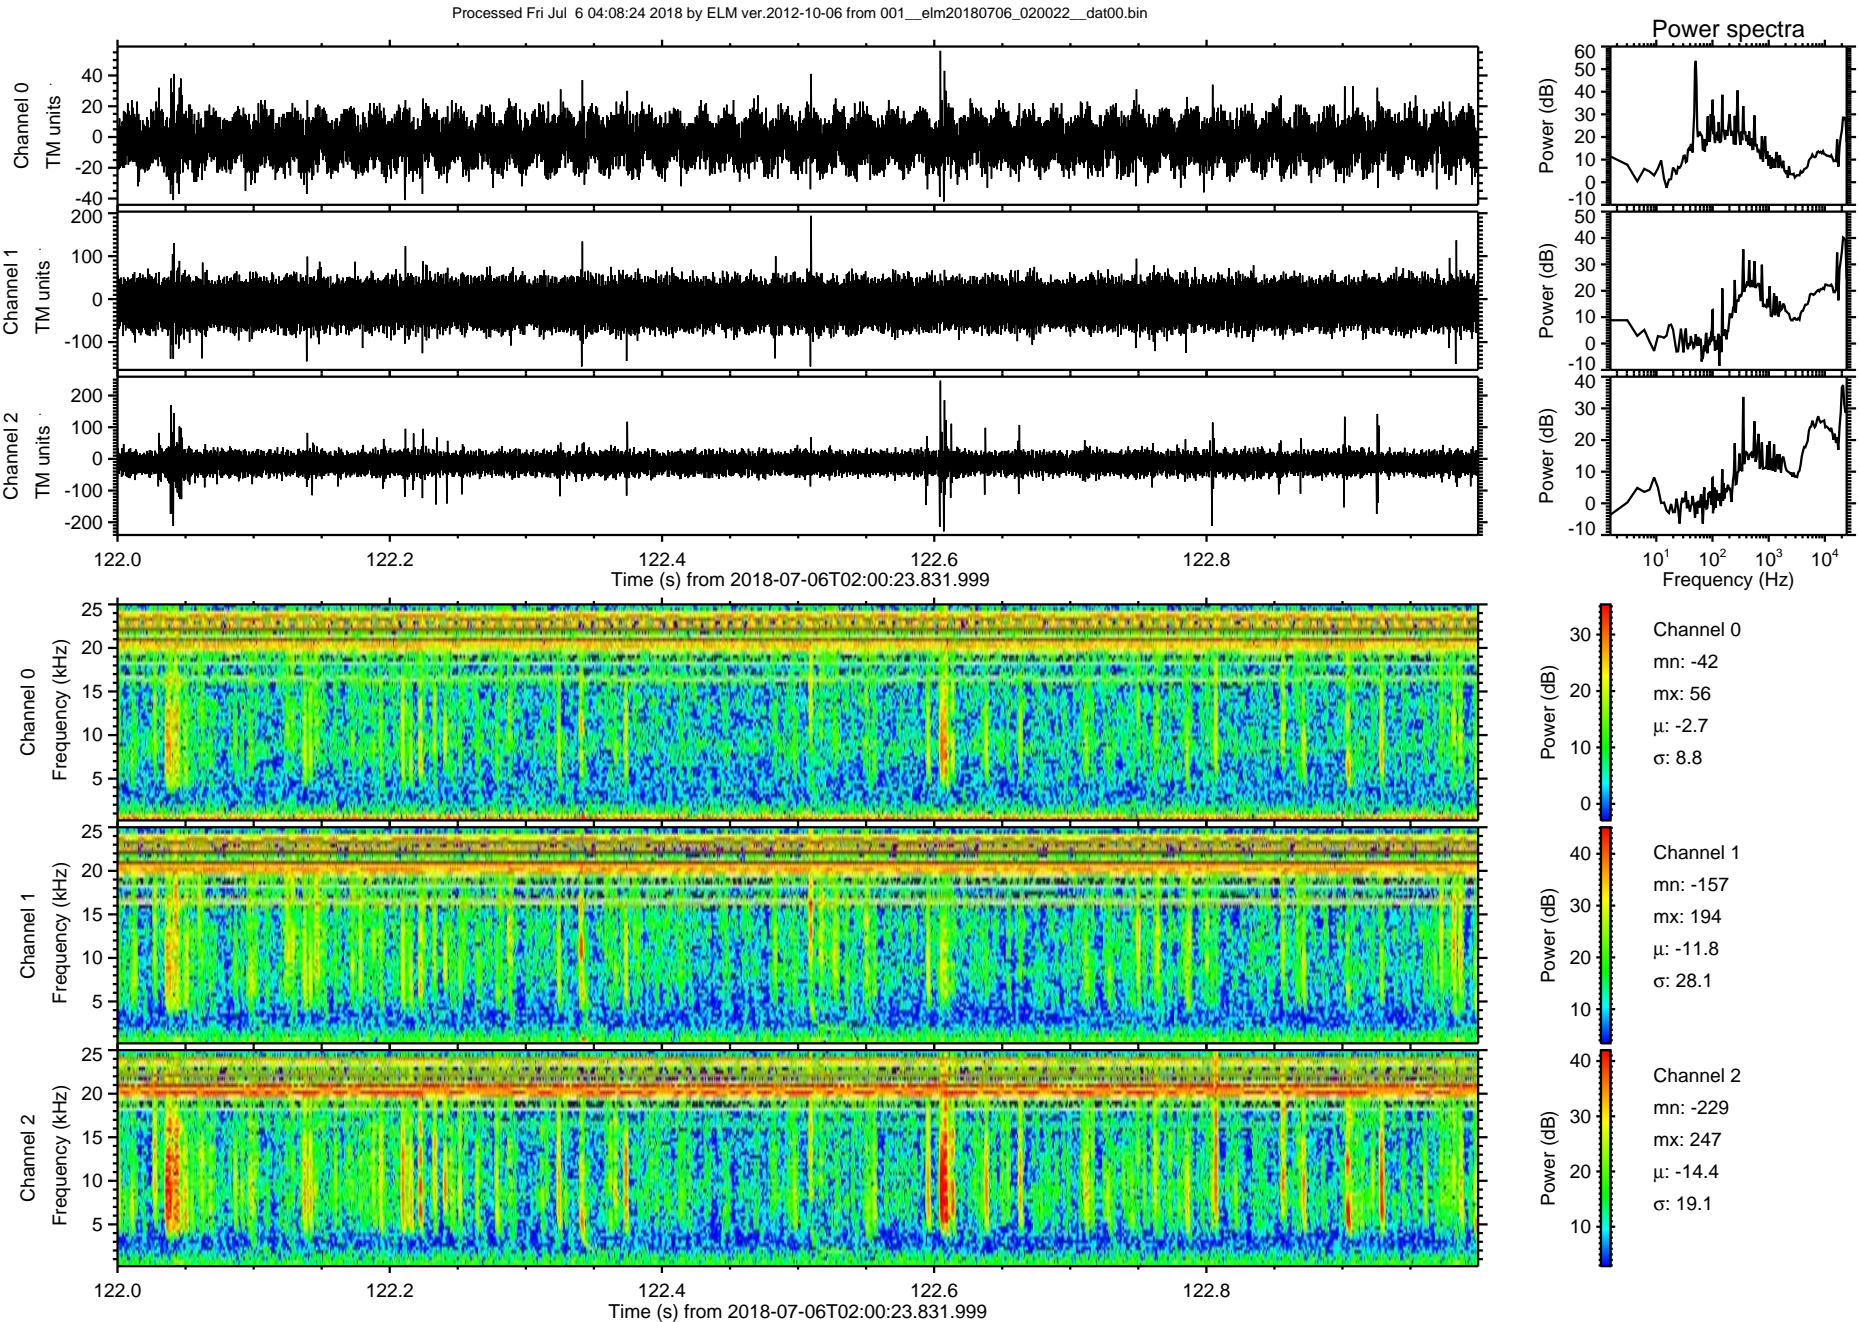 Processed Fri Jul 6 04:08:24 2018 by ELM ver.2012-10-06 from 001__elm20180706_020022__dat00.bin
Power spectra
Channel 0
TM units
40
20
0
-20
-40
Power (dB)
60
50
40
30
20
10
0
-10
Channel 1
TM units
200
100
0
-100
Power (dB)
50
40
30
20
10
0
-10
Channel 2
TM units
200
100
0
-100
-200
Power (dB)
40
30
20
10
0
-10
122.0 122.2 122.4 122.6 122.8
Time (s) from 2018-07-06T02:00:23.831.999
10^1 10^2 10^3 10^4
Frequency (Hz)
Channel 0
Frequency (kHz)
25
20
15
10
5
Power (dB)
30
20
10
0
Channel 0
mn: -42
mx: 56
μ: -2.7
σ: 8.8
Channel 1
Frequency (kHz)
25
20
15
10
5
Power (dB)
40
30
20
10
Channel 1
mn: -157
mx: 194
μ: -11.8
σ: 28.1
Channel 2
Frequency (kHz)
25
20
15
10
5
Power (dB)
40
30
20
10
Channel 2
mn: -229
mx: 247
μ: -14.4
σ: 19.1
122.0 122.2 122.4 122.6 122.8
Time (s) from 2018-07-06T02:00:23.831.999